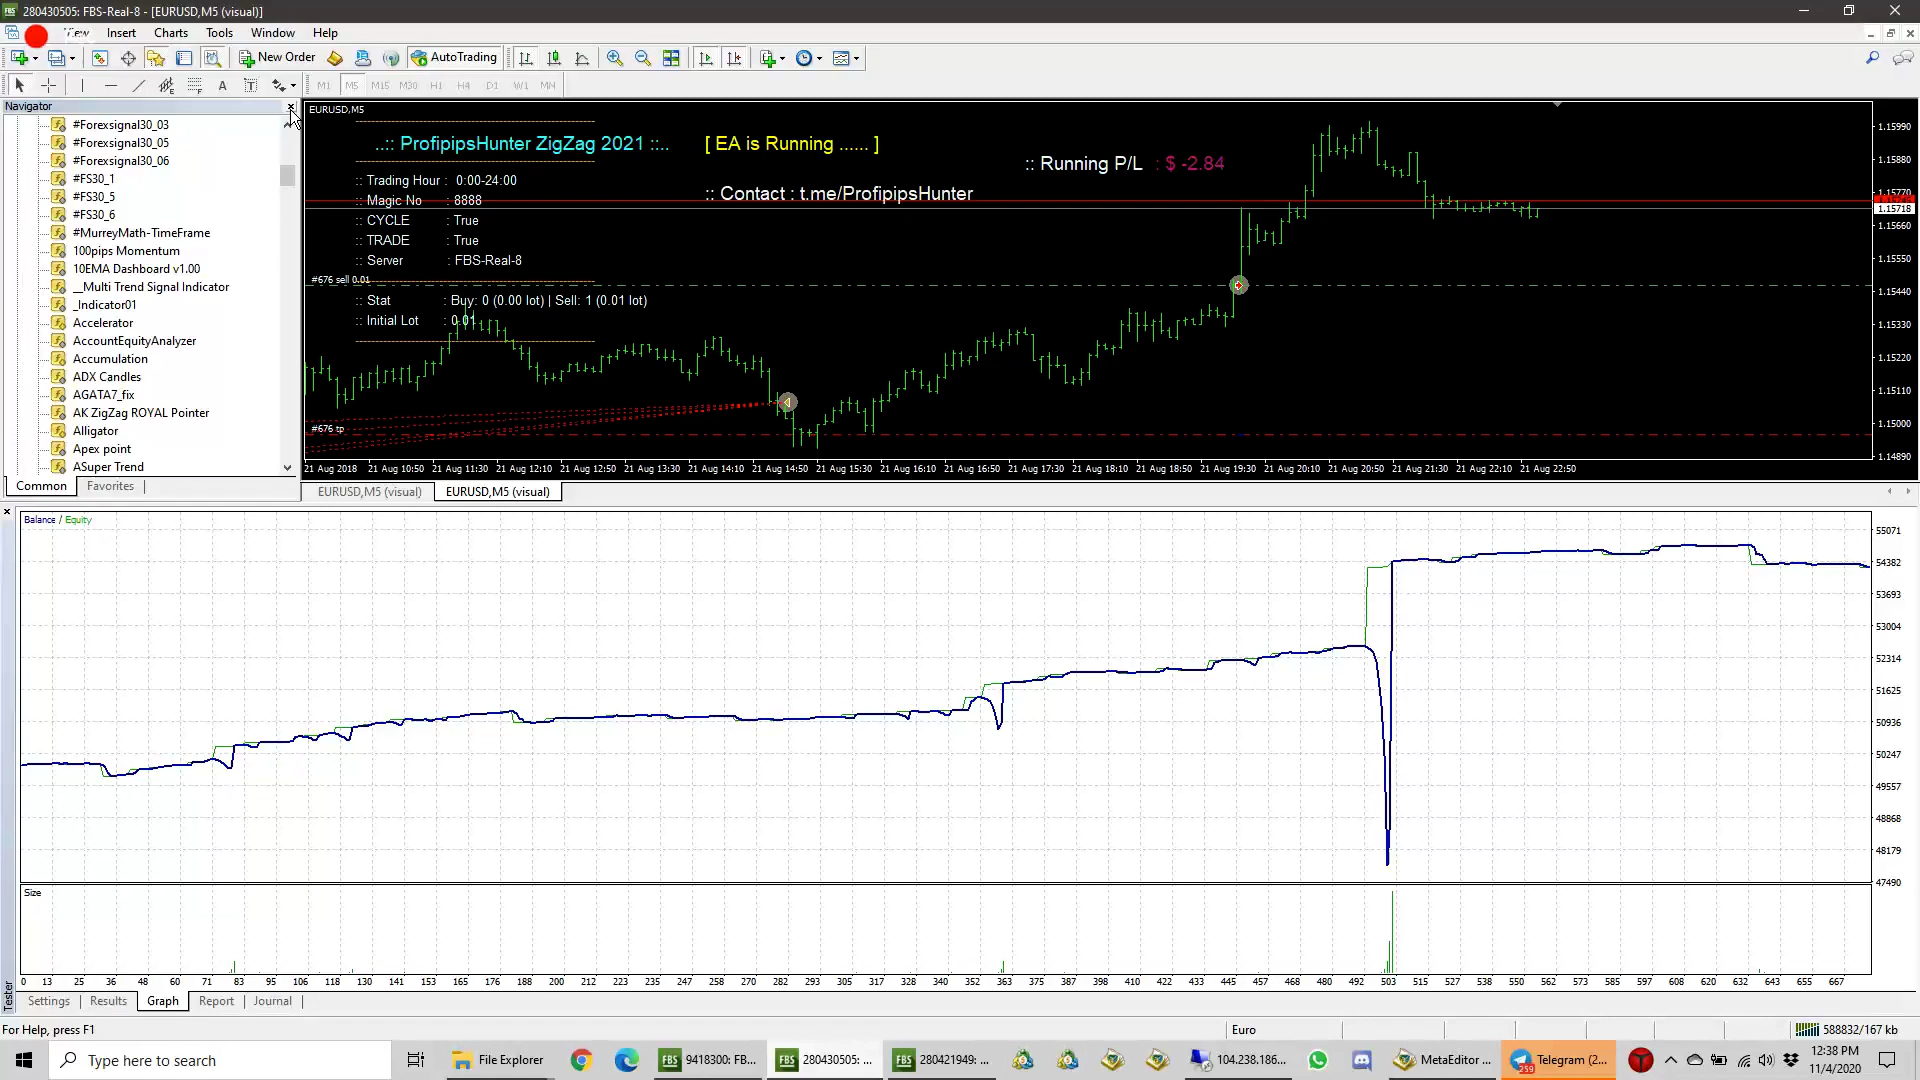 280430505: FBS-Real-8 - [EURUSD,M5 (visual)]
View Insert Charts Tools Window Help
New Order AutoTrading
A T M1 M5 M15 M30 H1 H4 D1 W1 MN
Navigator
#Forexsignal30_03
#Forexsignal30_05
#Forexsignal30_06
#FS30_1
#FS30_5
#FS30_6
#MurreyMath-TimeFrame
100pips Momentum
10EMA Dashboard v1.00
__Multi Trend Signal Indicator
_Indicator01
Accelerator
AccountEquityAnalyzer
Accumulation
ADX Candles
AGATA7_fix
AK ZigZag ROYAL Pointer
Alligator
Apex point
ASuper Trend
Common Favorites
EURUSD,M5
..:: ProfipipsHunter ZigZag 2021 ::.. [ EA is Running ...... ]
:: Running P/L : $ -2.84
:: Contact : t.me/ProfipipsHunter
:: Trading Hour : 0:00-24:00
:: Magic No : 8888
:: CYCLE : True
:: TRADE : True
:: Server : FBS-Real-8
#676 sell 0.01
:: Stat : Buy: 0 (0.00 lot) | Sell: 1 (0.01 lot)
:: Initial Lot : 0.01
#676 tp
1.15990
1.15880
1.15770
1.15718
1.15660
1.15550
1.15440
1.15330
1.15220
1.15110
1.15000
1.14890
21 Aug 2018 21 Aug 10:50 21 Aug 11:30 21 Aug 12:10 21 Aug 12:50 21 Aug 13:30 21 Aug 14:10 21 Aug 14:50 21 Aug 15:30 21 Aug 16:10 21 Aug 16:50 21 Aug 17:30 21 Aug 18:10 21 Aug 18:50 21 Aug 19:30 21 Aug 20:10 21 Aug 20:50 21 Aug 21:30 21 Aug 22:10 21 Aug 22:50
EURUSD,M5 (visual) EURUSD,M5 (visual)
Balance / Equity
55071
54382
53693
53004
52314
51625
50936
50247
49557
48868
48179
47490
Size
0 13 25 36 48 60 71 83 95 106 118 130 141 153 165 176 188 200 211 223 235 247 258 270 282 293 305 317 328 340 352 363 375 387 398 410 422 433 445 457 468 480 492 503 515 527 538 550 562 573 585 597 608 620 632 643 655 667
Tester
Settings Results Graph Report Journal
For Help, press F1 Euro 588832/167 kb
Type here to search File Explorer 9418300: FB... 280430505: ... 280421949: ... 104.238.186... MetaEditor ... Telegram (2... 259
12:38 PM
11/4/2020